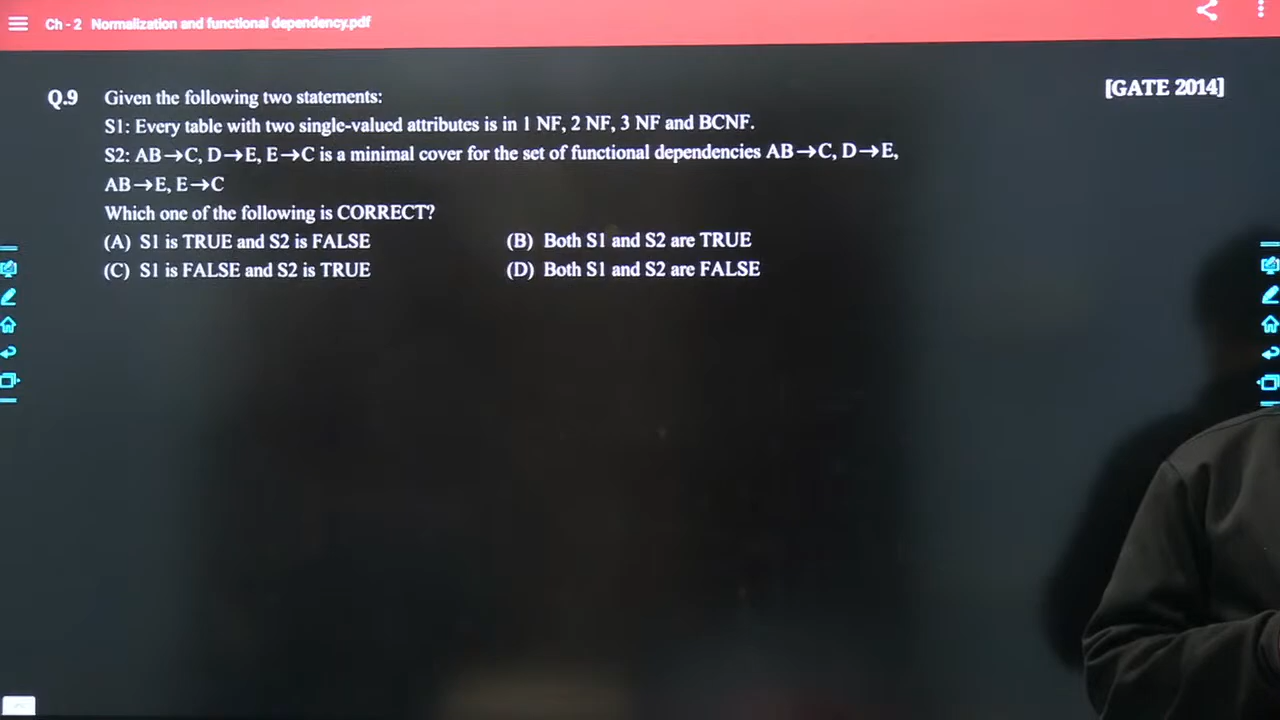 Ch - 2 Normalization and functional dependency.pdf
Q.9 Given the following two statements: [GATE 2014]
S1: Every table with two single-valued attributes is in 1 NF, 2 NF, 3 NF and BCNF.
S2: AB→C, D→E, E→C is a minimal cover for the set of functional dependencies AB→C, D→E,
AB→E, E→C
Which one of the following is CORRECT?
(A) S1 is TRUE and S2 is FALSE (B) Both S1 and S2 are TRUE
(C) S1 is FALSE and S2 is TRUE (D) Both S1 and S2 are FALSE